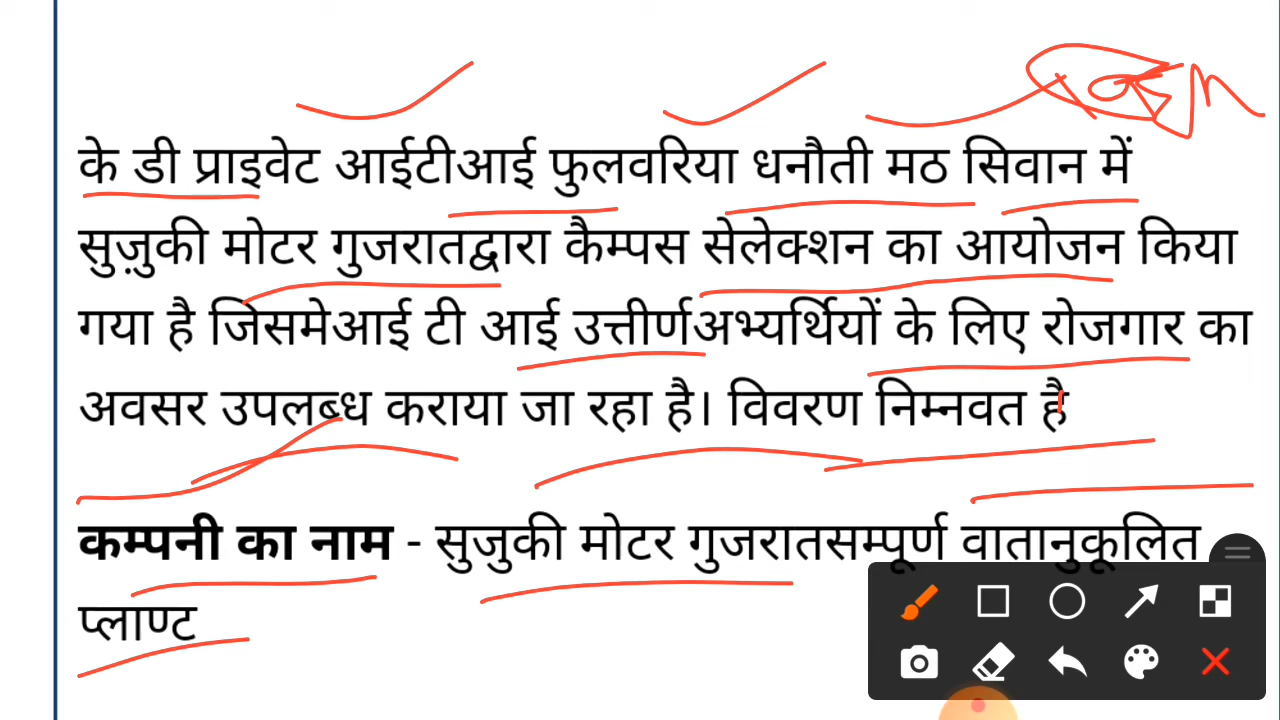 के डी प्राइवेट आईटीआई फुलवरिया धनौती मठ सिवान में
सुज़ुकी मोटर गुजरातद्वारा कैम्पस सेलेक्शन का आयोजन किया
गया है जिसमेआई टी आई उत्तीर्णअभ्यर्थियों के लिए रोजगार का
अवसर उपलब्ध कराया जा रहा है। विवरण निम्नवत है
कम्पनी का नाम - सुजुकी मोटर गुजरातसम्पूर्ण वातानुकूलित
प्लाण्ट